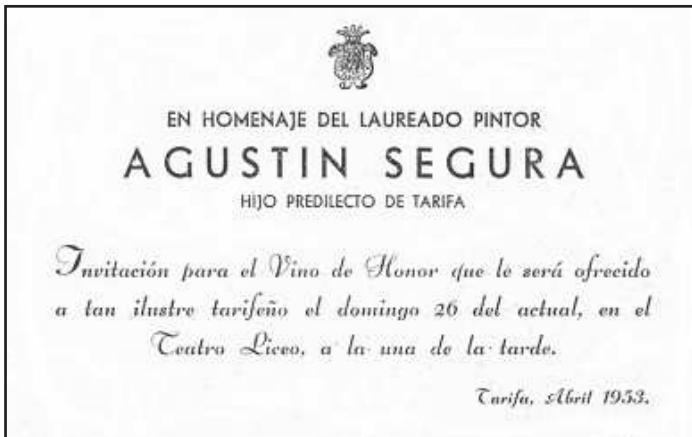 EN HOMENAJE DEL LAUREADO PINTOR
AGUSTIN SEGURA
HIJO PREDILECTO DE TARIFA
Invitación para el Vino de Honor que le será ofrecido
a tan ilustre tarifeño el domingo 26 del actual, en el
Teatro Liceo, a la una de la tarde.
Tarifa, Abril 1953.